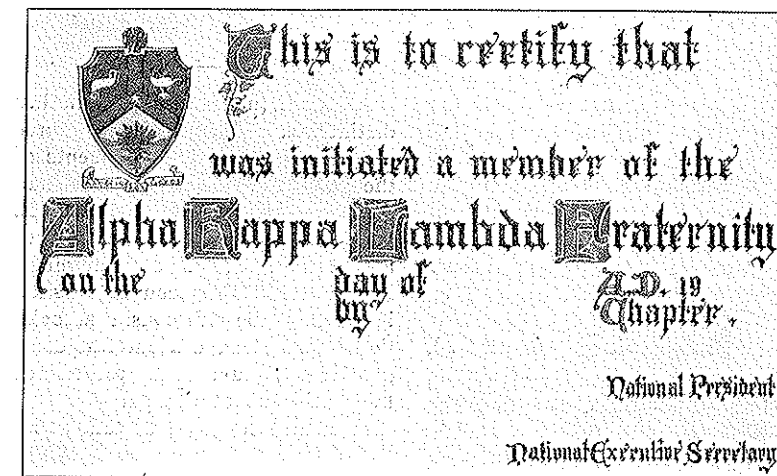 This is to certify that
was initiated a member of the
Alpha Kappa Lambda Fraternity
on the day of A.D. 19
by Chapter.
National President
National Executive Secretary